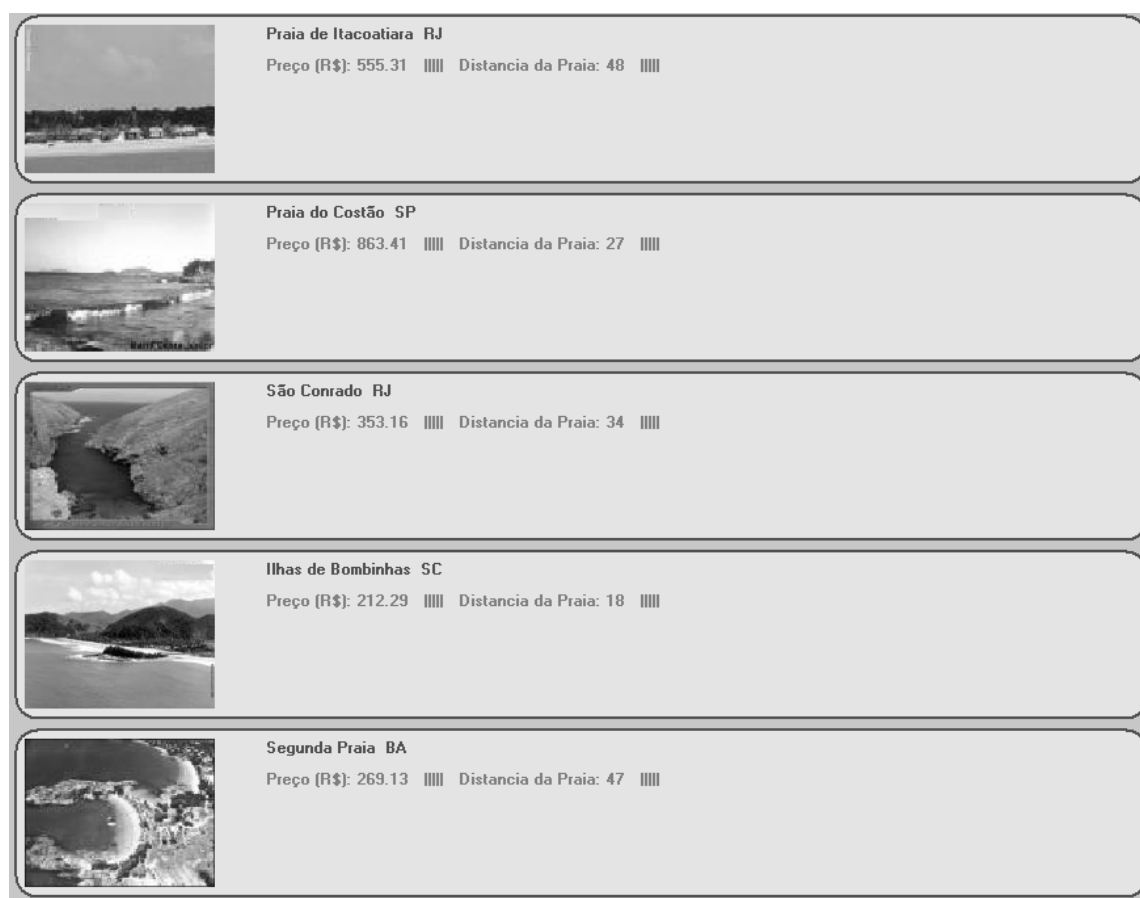 Praia de Itacoatiara RJ
Preço (R$): 555.31 ||||| Distancia da Praia: 48 |||||
Praia do Costão SP
Preço (R$): 863.41 ||||| Distancia da Praia: 27 |||||
São Conrado RJ
Preço (R$): 353.16 ||||| Distancia da Praia: 34 |||||
Ilhas de Bombinhas SC
Preço (R$): 212.29 ||||| Distancia da Praia: 18 |||||
Segunda Praia BA
Preço (R$): 269.13 ||||| Distancia da Praia: 47 |||||